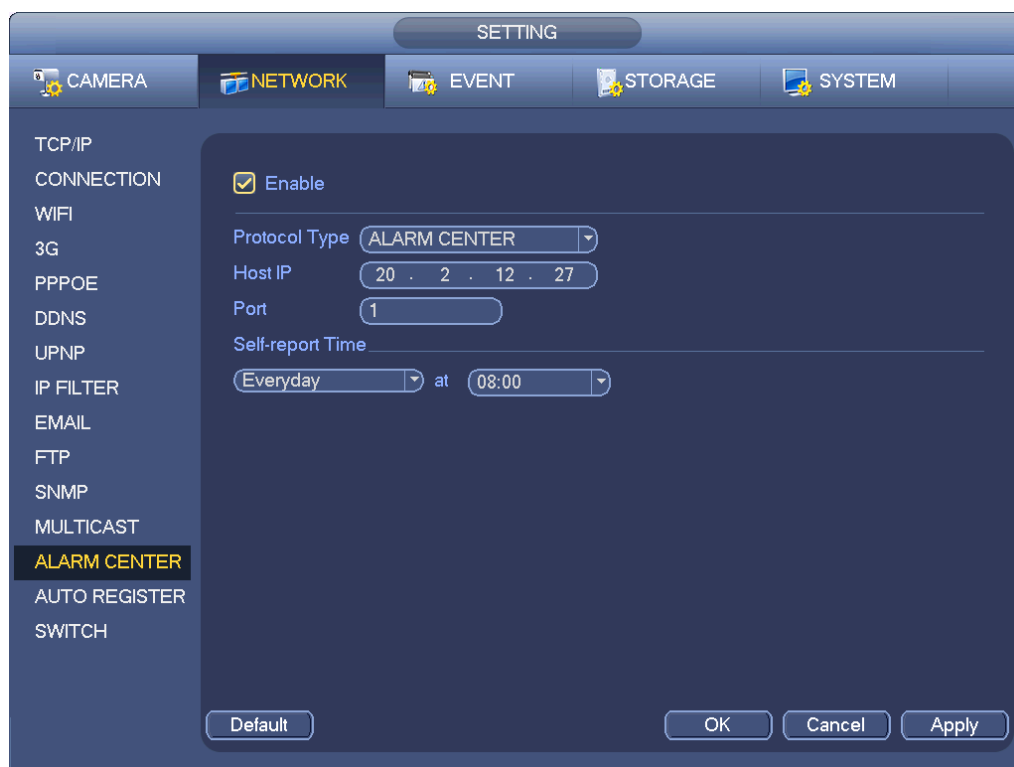 SETTING
CAMERA NETWORK EVENT STORAGE SYSTEM
TCP/IP
CONNECTION
WIFI
3G
PPPOE
DDNS
UPNP
IP FILTER
EMAIL
FTP
SNMP
MULTICAST
ALARM CENTER
AUTO REGISTER
SWITCH
Enable
Protocol Type ALARM CENTER
Host IP 20 . 2 . 12 . 27
Port 1
Self-report Time
Everyday at 08:00
Default OK Cancel Apply